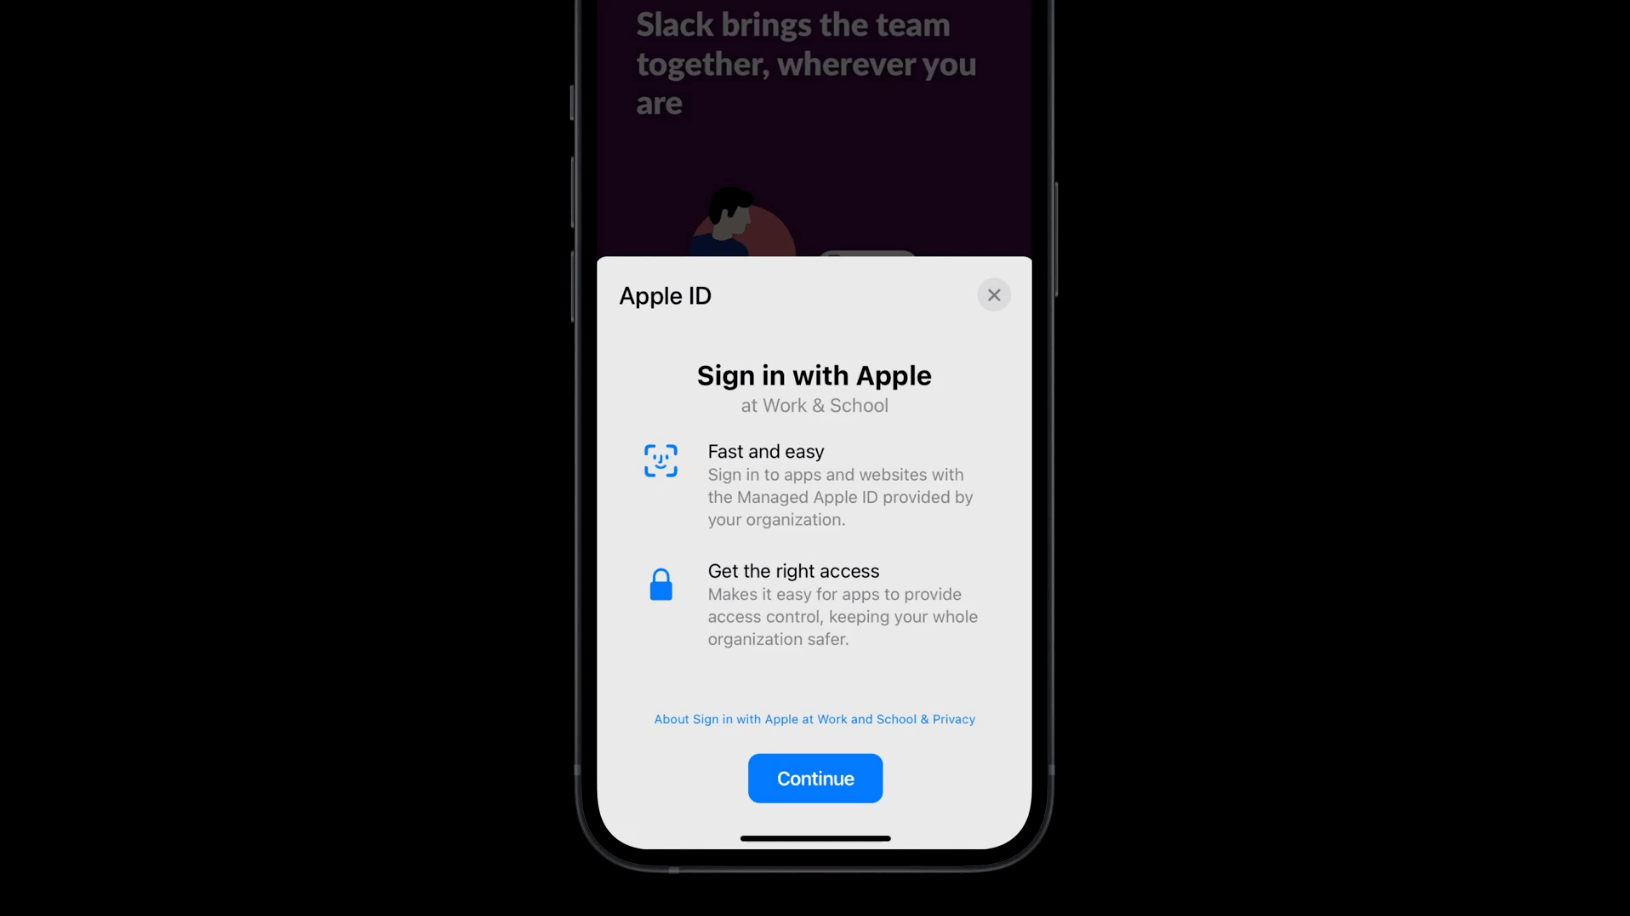 Slack brings the team
together, wherever you
are
Apple ID
Sign in with Apple
at Work & School
Fast and easy
Sign in to apps and websites with
the Managed Apple ID provided by
your organization.
Get the right access
Makes it easy for apps to provide
access control, keeping your whole
organization safer.
About Sign in with Apple at Work and School & Privacy
Continue